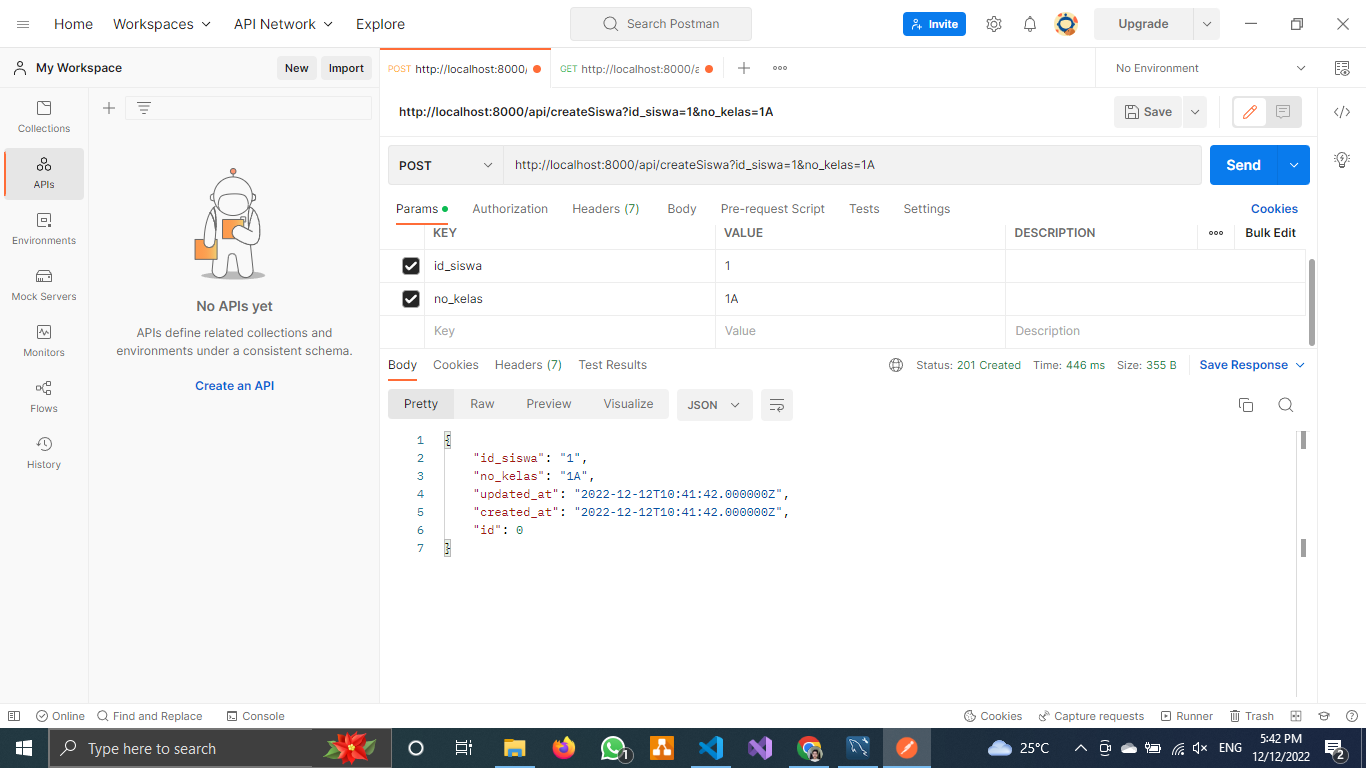 Home Workspaces API Network Explore Search Postman Invite Upgrade
My Workspace New Import POST http://localhost:8000/ GET http://localhost:8000/a No Environment
Collections
APIs
Environments
Mock Servers
Monitors
Flows
History
No APIs yet
APIs define related collections and
environments under a consistent schema.
Create an API
http://localhost:8000/api/createSiswa?id_siswa=1&no_kelas=1A Save
POST http://localhost:8000/api/createSiswa?id_siswa=1&no_kelas=1A Send
Params Authorization Headers (7) Body Pre-request Script Tests Settings Cookies
KEY VALUE DESCRIPTION Bulk Edit
id_siswa 1
no_kelas 1A
Key Value Description
Body Cookies Headers (7) Test Results Status: 201 Created Time: 446 ms Size: 355 B Save Response
Pretty Raw Preview Visualize JSON
1 {
2 "id_siswa": "1",
3 "no_kelas": "1A",
4 "updated_at": "2022-12-12T10:41:42.000000Z",
5 "created_at": "2022-12-12T10:41:42.000000Z",
6 "id": 0
7 }
Online Find and Replace Console Cookies Capture requests Runner Trash
Type here to search 1 25°C ENG 5:42 PM
12/12/2022 2